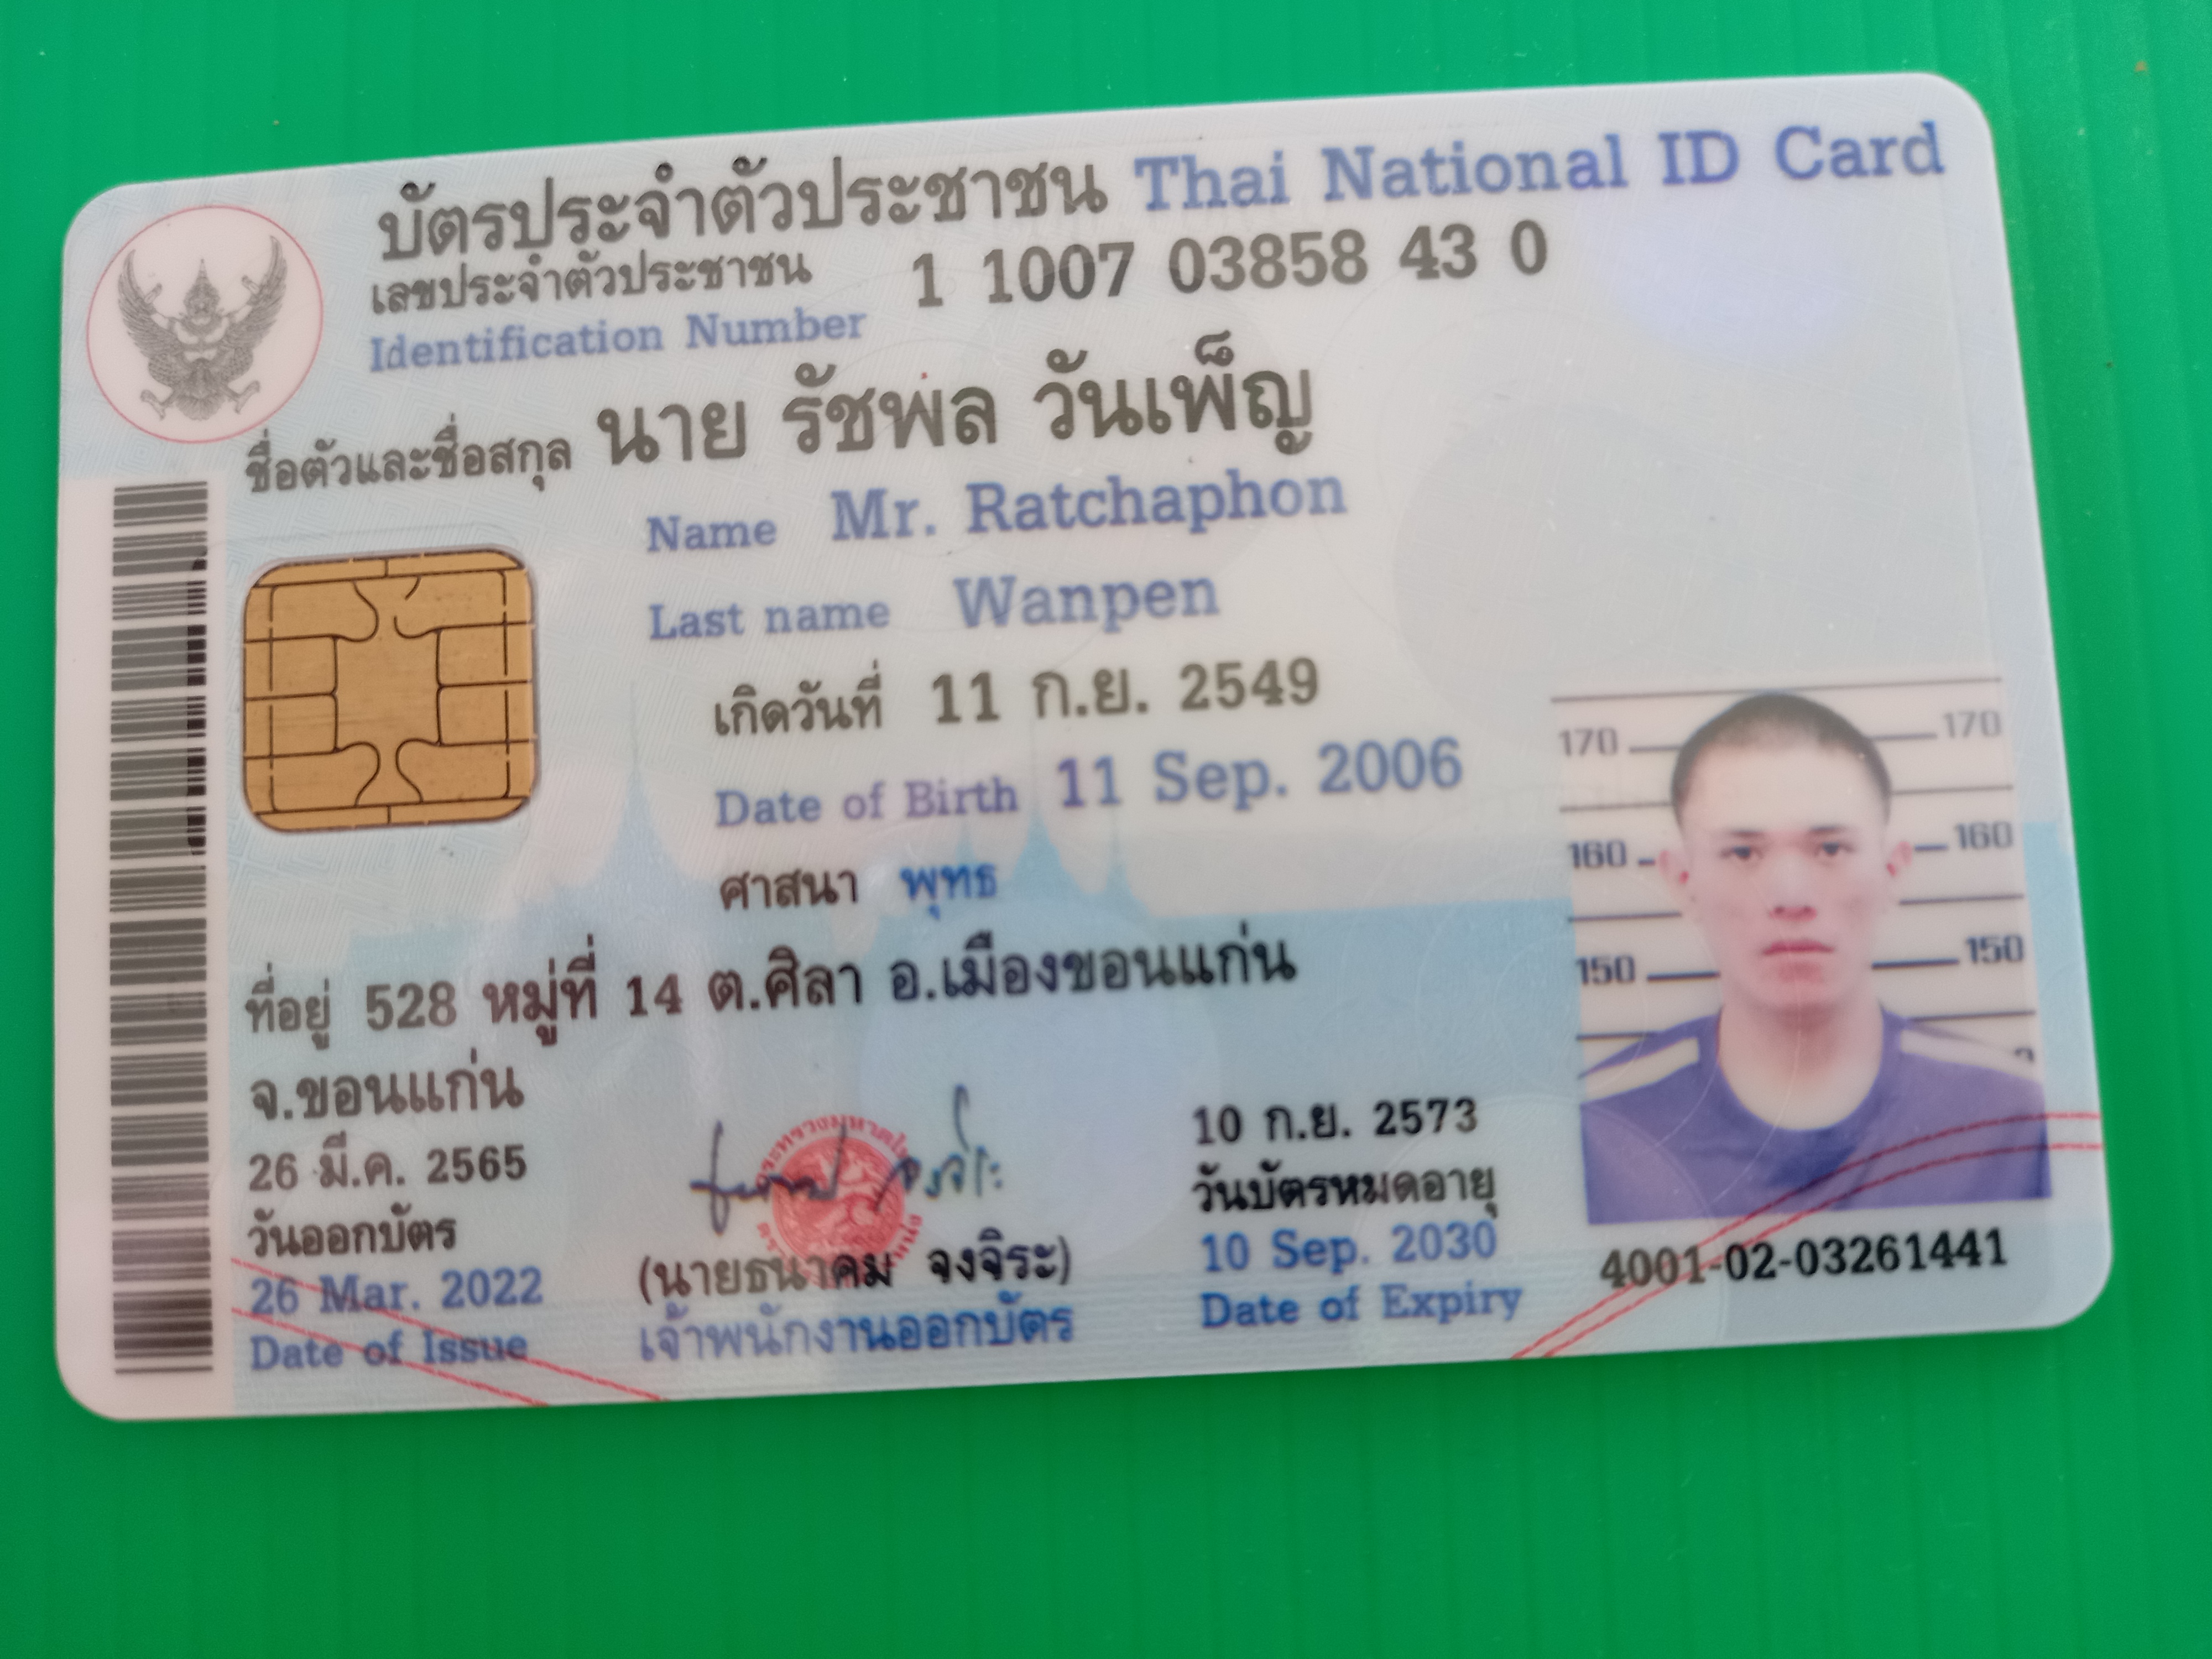 บัตรประจำตัวประชาชน Thai National ID Card
เลขประจำตัวประชาชน 1 1007 03858 43 0
Identification Number
ชื่อตัวและชื่อสกุล นาย รัชพล วันเพ็ญ
Name Mr. Ratchaphon
Last name Wanpen
เกิดวันที่ 11 ก.ย. 2549
Date of Birth 11 Sep. 2006
ศาสนา พุทธ
ที่อยู่ 528 หมู่ที่ 14 ต.ศิลา อ.เมืองขอนแก่น
จ.ขอนแก่น
26 มี.ค. 2565
วันออกบัตร
26 Mar. 2022
Date of Issue
(นายธนาคม จงจิระ)
เจ้าพนักงานออกบัตร
10 ก.ย. 2573
วันบัตรหมดอายุ
10 Sep. 2030
Date of Expiry
170 170
160 160
150 150
4001-02-03261441